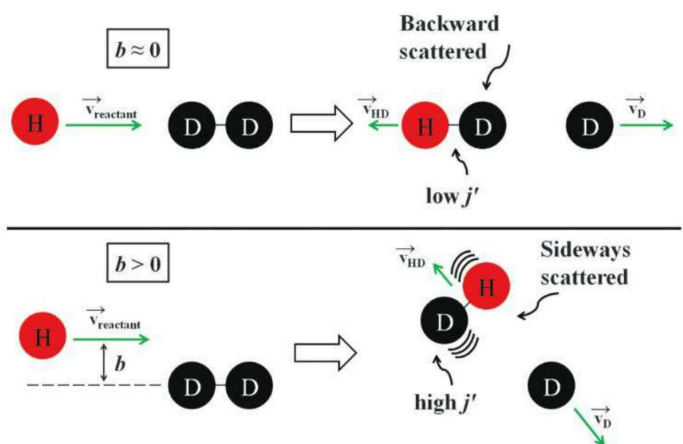 b ≈ 0
Backward
scattered
H
v⃗reactant
D D
v⃗HD
H D
D
v⃗D
low j′
b > 0
Sideways
scattered
v⃗HD
H
D
H
v⃗reactant
b
D D
high j′
D
v⃗D